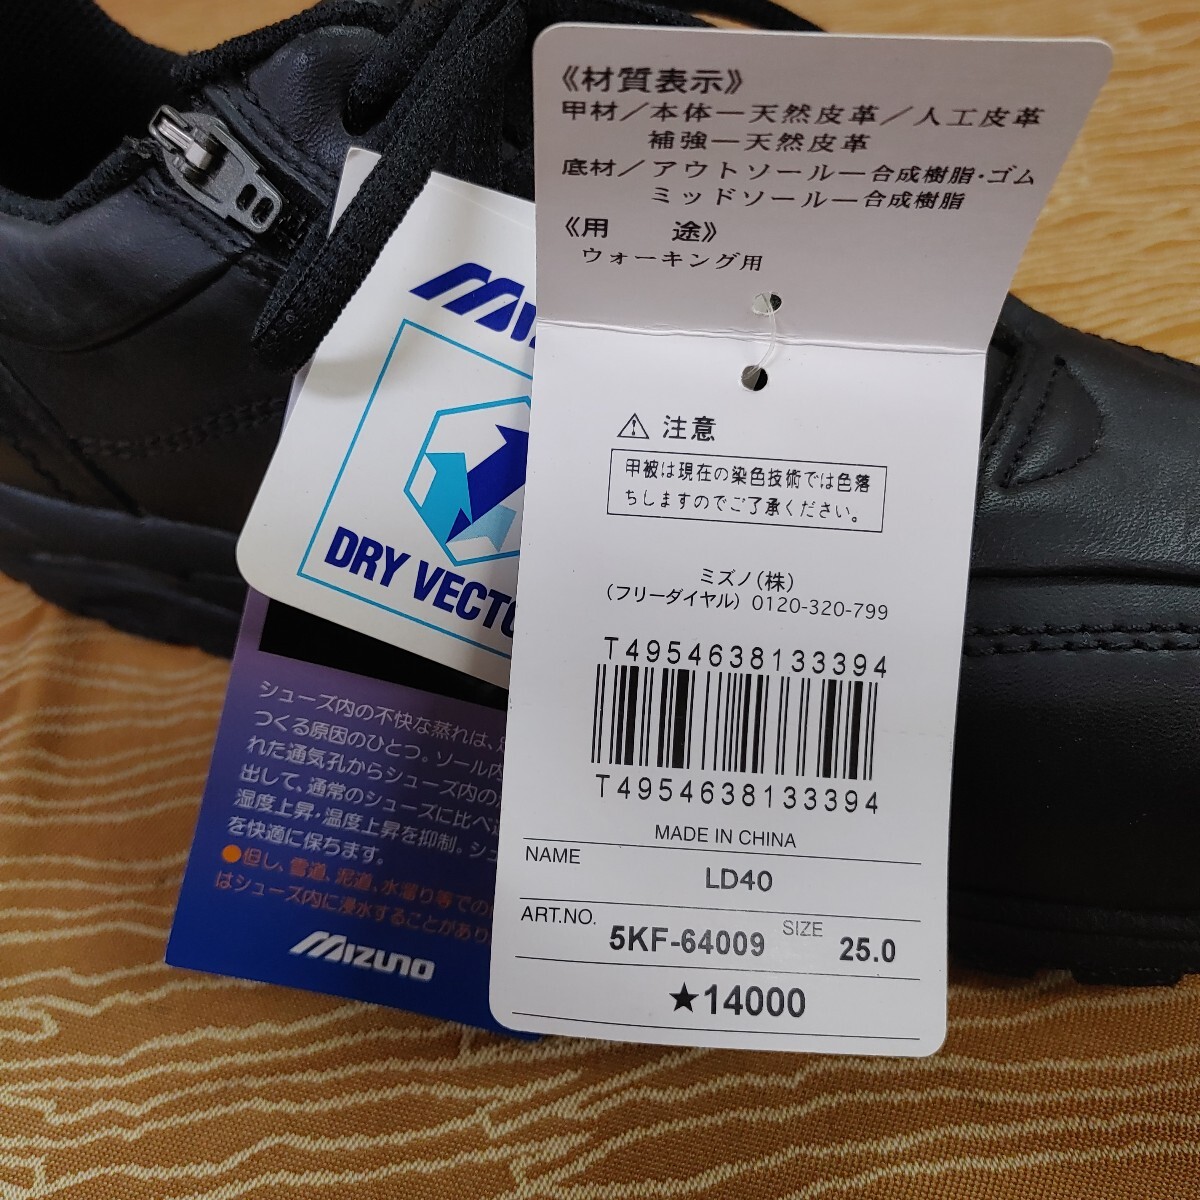 《材質表示》
甲材／本体ー天然皮革／人工皮革
補強ー天然皮革
底材／アウトソールー合成樹脂・ゴム
ミッドソールー合成樹脂
《用 途》
ウォーキング用
⚠ 注意
甲被は現在の染色技術では色落
ちしますのでご了承ください。
ミズノ(株)
(フリーダイヤル) 0120-320-799
T4954638133394
T4954638133394
MADE IN CHINA
NAME LD40
ART.NO. 5KF-64009 SIZE 25.0
★14000
DRY VECTO
シューズ内の不快な蒸れは、
つくる原因のひとつ。ソール内
れた通気孔からシューズ内の
出して、通常のシューズに比べ
湿度上昇・温度上昇を抑制。シュ
を快適に保ちます。
●但し、雪道、泥道、水溜り等での
はシューズ内に浸水することがあり
MIZUNO